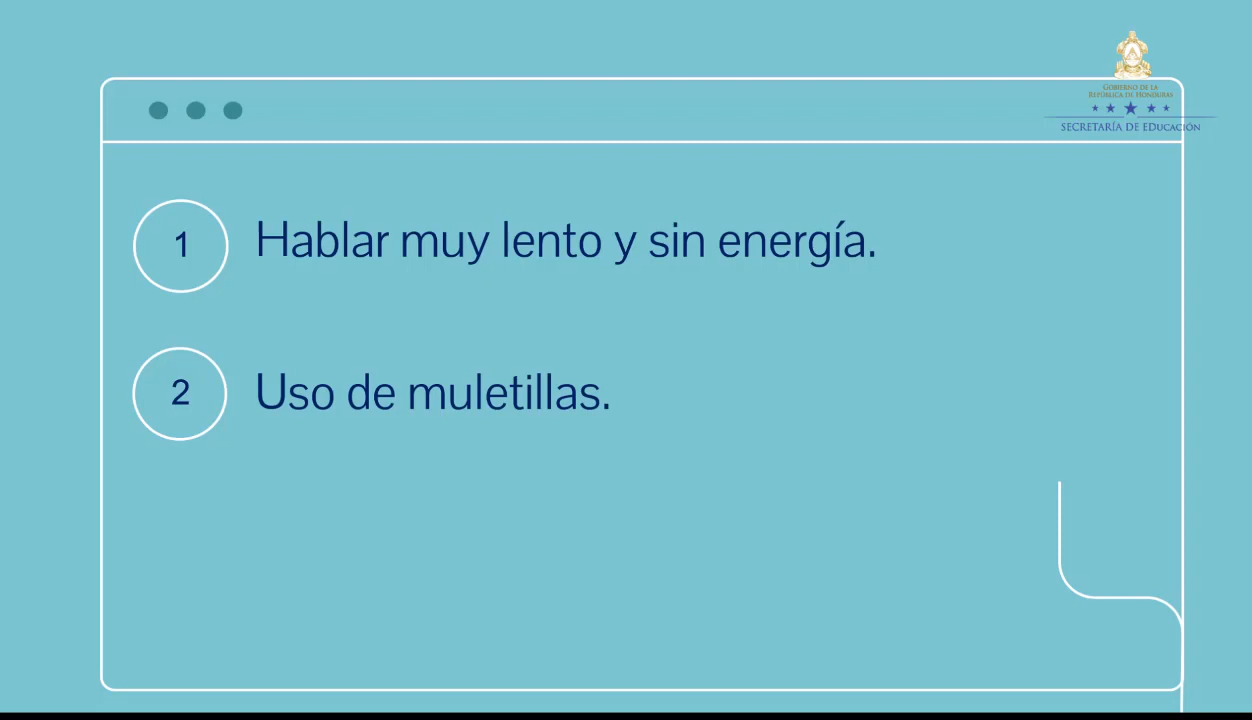 GOBIERNO DE LA
REPÚBLICA DE HONDURAS
SECRETARÍA DE EDUCACIÓN
1 Hablar muy lento y sin energía.
2 Uso de muletillas.